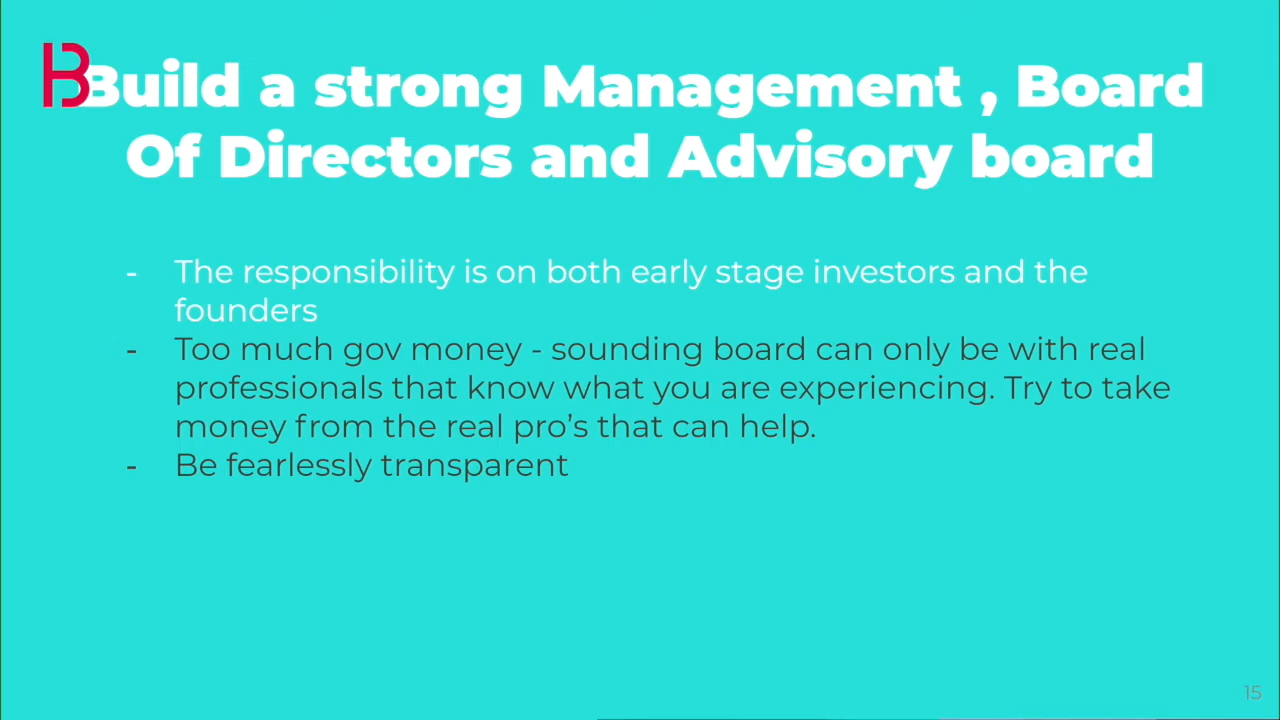 Build a strong Management , Board
Of Directors and Advisory board
- The responsibility is on both early stage investors and the
founders
- Too much gov money - sounding board can only be with real
professionals that know what you are experiencing. Try to take
money from the real pro’s that can help.
- Be fearlessly transparent
15